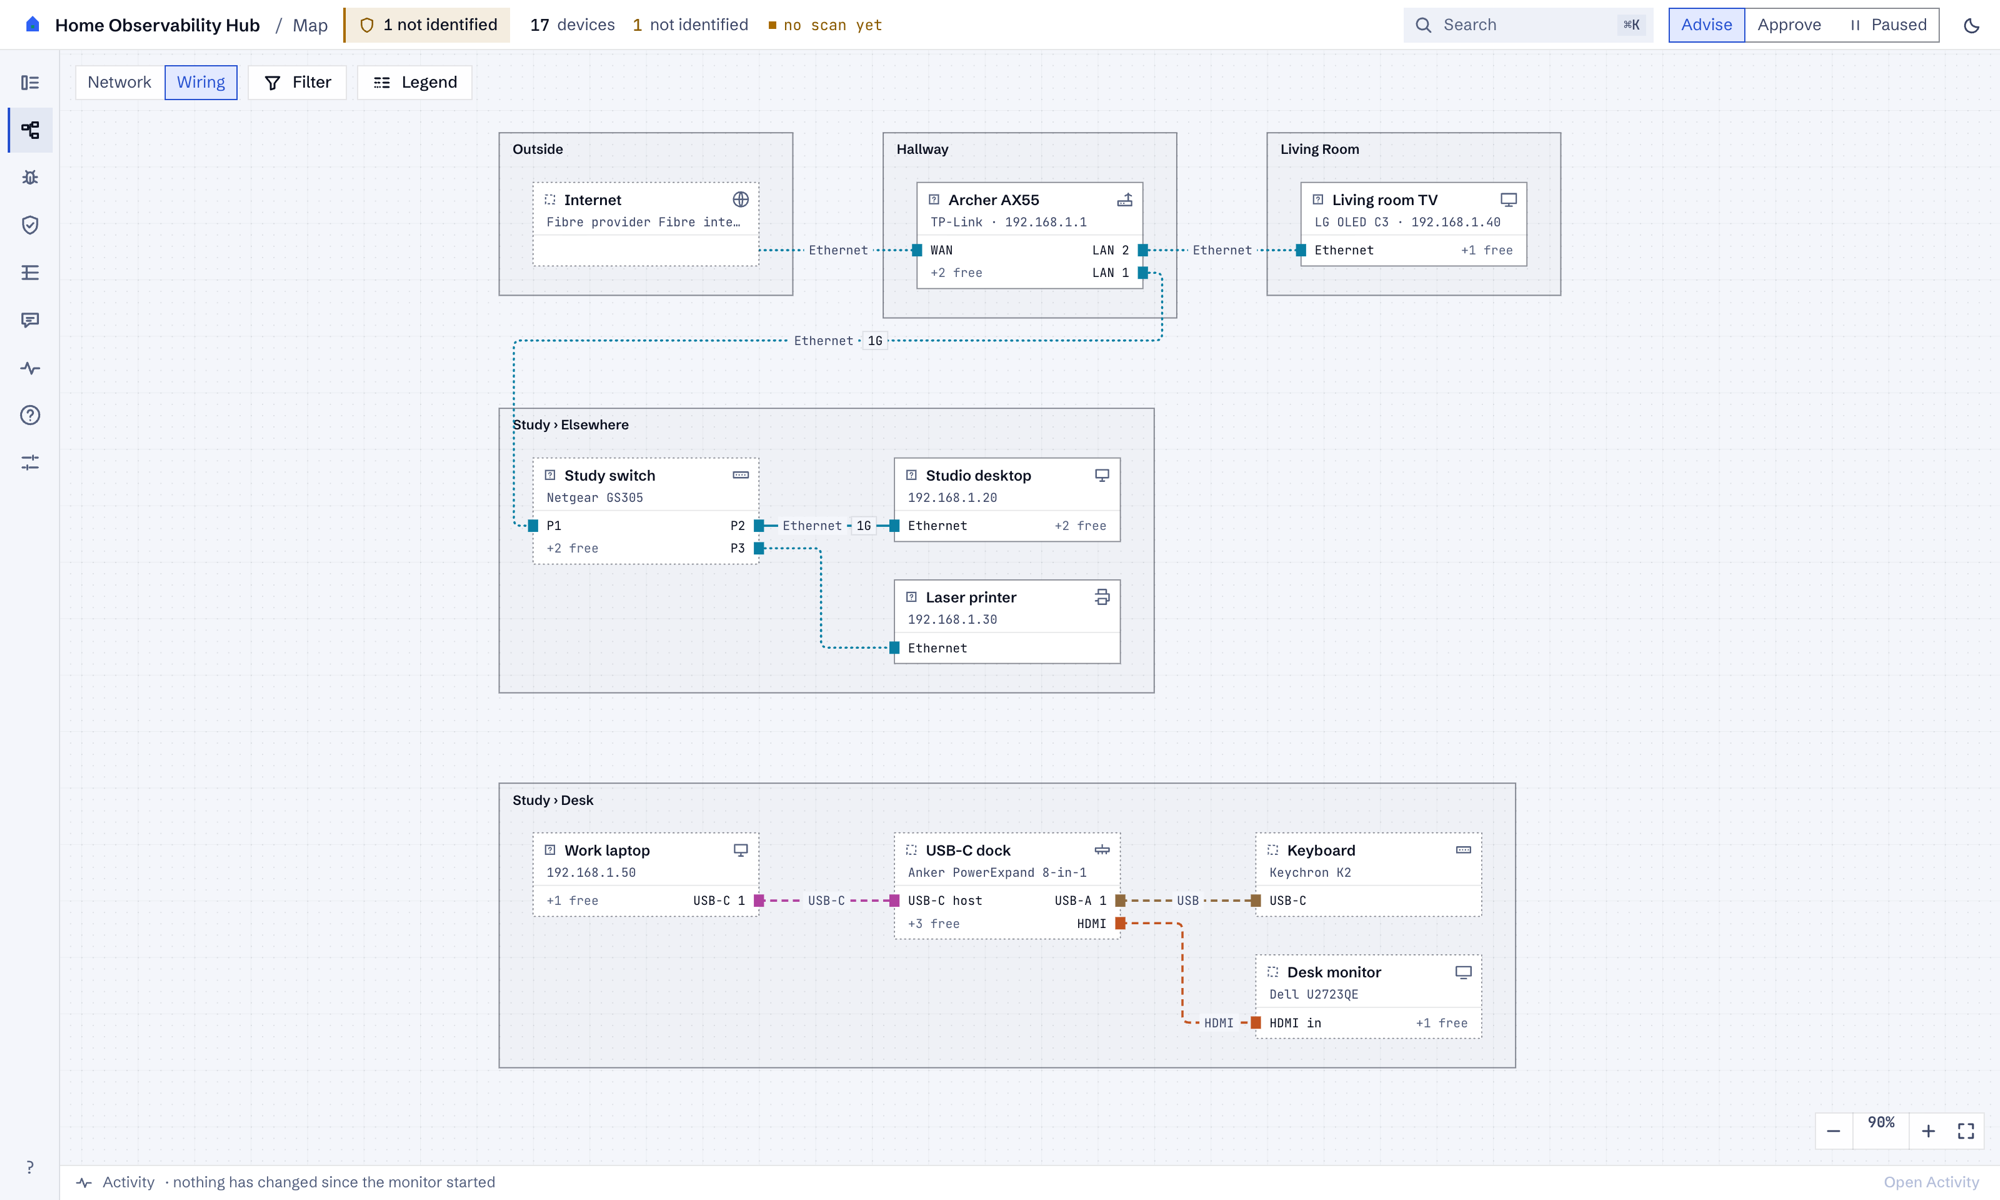 Home Observability Hub / Map
1 not identified
17 devices 1 not identified no scan yet
Search ⌘K
Advise Approve Paused
Network Wiring Filter Legend
Outside
Internet
Fibre provider Fibre inte…
Ethernet
Hallway
Archer AX55
TP-Link · 192.168.1.1
WAN LAN 2
+2 free LAN 1
Ethernet
Living Room
Living room TV
LG OLED C3 · 192.168.1.40
Ethernet +1 free
Ethernet 1G
Study › Elsewhere
Study switch
Netgear GS305
P1 P2
+2 free P3
Ethernet 1G
Studio desktop
192.168.1.20
Ethernet +2 free
Laser printer
192.168.1.30
Ethernet
Study › Desk
Work laptop
192.168.1.50
+1 free USB-C 1
USB-C
USB-C dock
Anker PowerExpand 8-in-1
USB-C host USB-A 1
+3 free HDMI
USB
Keyboard
Keychron K2
USB-C
Desk monitor
Dell U2723QE
HDMI HDMI in +1 free
90%
?
Activity · nothing has changed since the monitor started
Open Activity